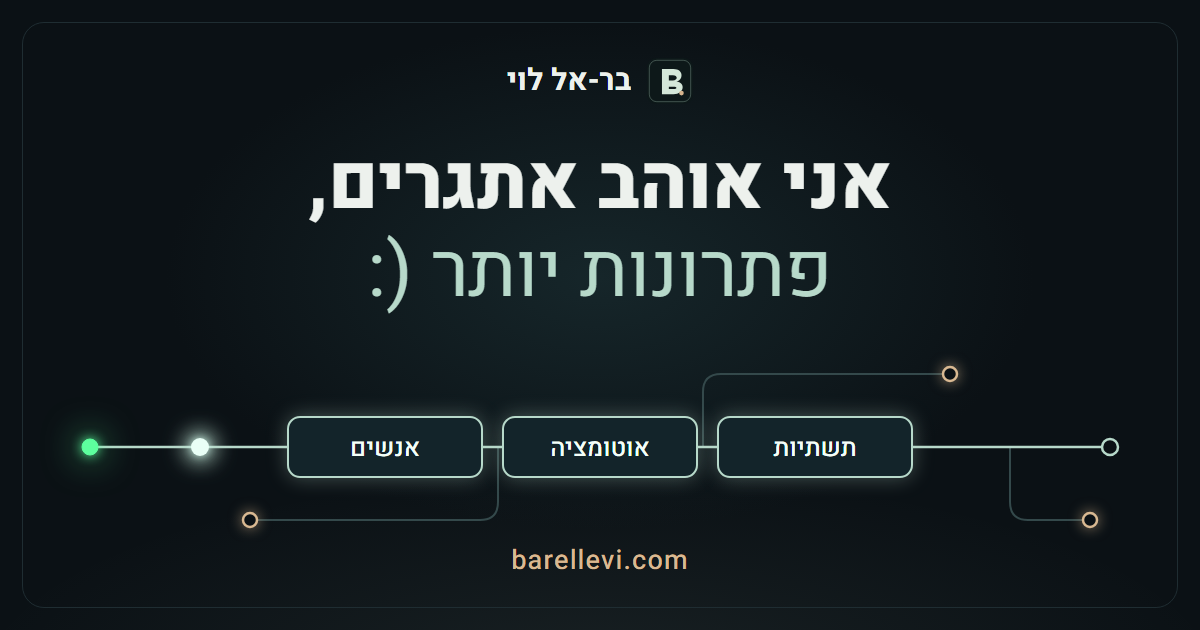 B. בר-אל לוי
אני אוהב אתגרים,
פתרונות יותר (:
תשתיות
אוטומציה
אנשים
barellevi.com